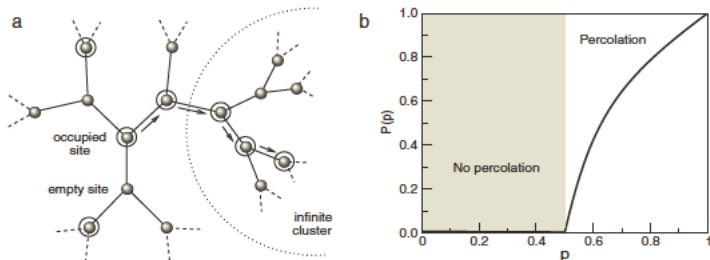 a
occupied
site
empty site
infinite
cluster
b
1.0
0.8
0.6
0.4
0.2
0.0
P(p)
Percolation
No percolation
0
0.2
0.4
0.6
0.8
1
p